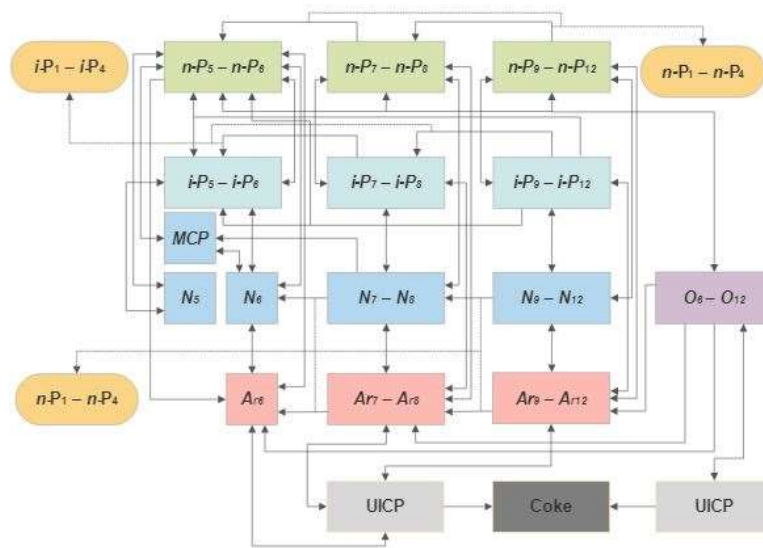 i-P1 – i-P4
n-P5 – n-P6
n-P7 – n-P8
n-P9 – n-P12
n-P1 – n-P4
i-P5 – i-P6
i-P7 – i-P8
i-P9 – i-P12
MCP
N5
N6
N7 – N8
N9 – N12
O6 – O12
n-P1 – n-P4
Ar6
Ar7 – Ar8
Ar9 – Ar12
UICP
Coke
UICP